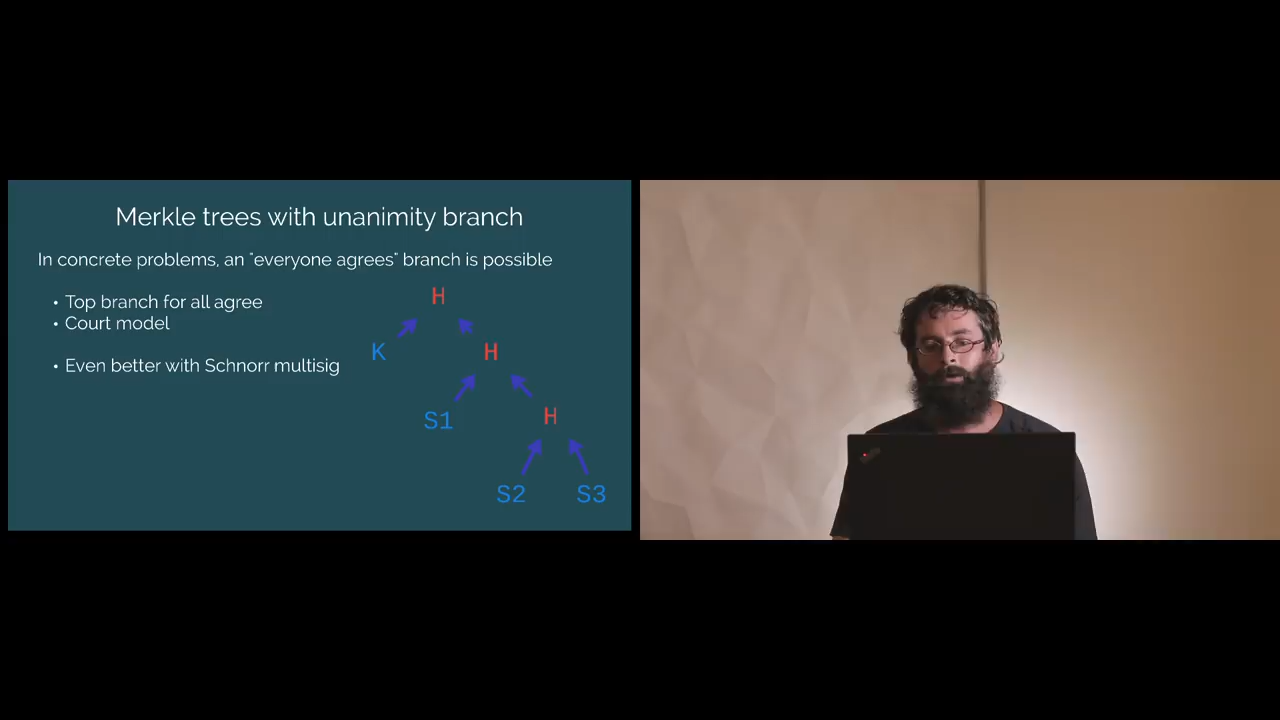 Merkle trees with unanimity branch
In concrete problems, an "everyone agrees" branch is possible
• Top branch for all agree
• Court model
• Even better with Schnorr multisig
H
K H
S1 H
S2 S3